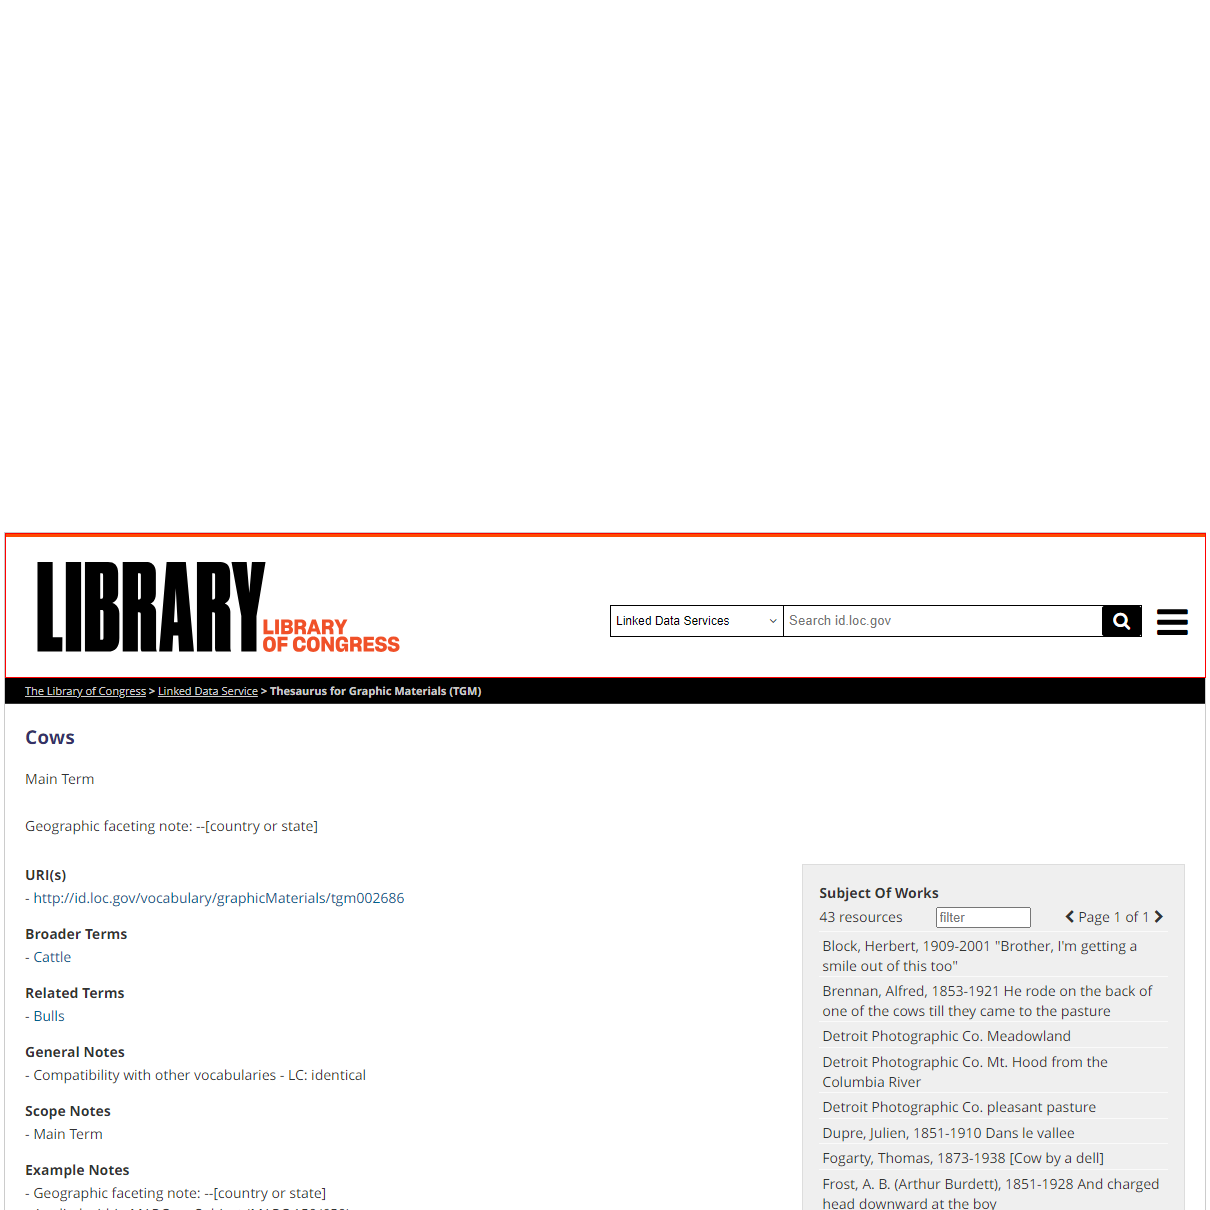 LIBRARY
LIBRARY
OF CONGRESS
Linked Data Services
Search id.loc.gov
The Library of Congress > Linked Data Service > Thesaurus for Graphic Materials (TGM)
Cows
Main Term
Geographic faceting note: --[country or state]
URI(s)
- http://id.loc.gov/vocabulary/graphicMaterials/tgm002686
Broader Terms
- Cattle
Related Terms
- Bulls
General Notes
- Compatibility with other vocabularies - LC: identical
Scope Notes
- Main Term
Example Notes
- Geographic faceting note: --[country or state]
Subject Of Works
43 resources
filter
Page 1 of 1
Block, Herbert, 1909-2001 "Brother, I'm getting a
smile out of this too"
Brennan, Alfred, 1853-1921 He rode on the back of
one of the cows till they came to the pasture
Detroit Photographic Co. Meadowland
Detroit Photographic Co. Mt. Hood from the
Columbia River
Detroit Photographic Co. pleasant pasture
Dupre, Julien, 1851-1910 Dans le vallee
Fogarty, Thomas, 1873-1938 [Cow by a dell]
Frost, A. B. (Arthur Burdett), 1851-1928 And charged
head downward at the boy